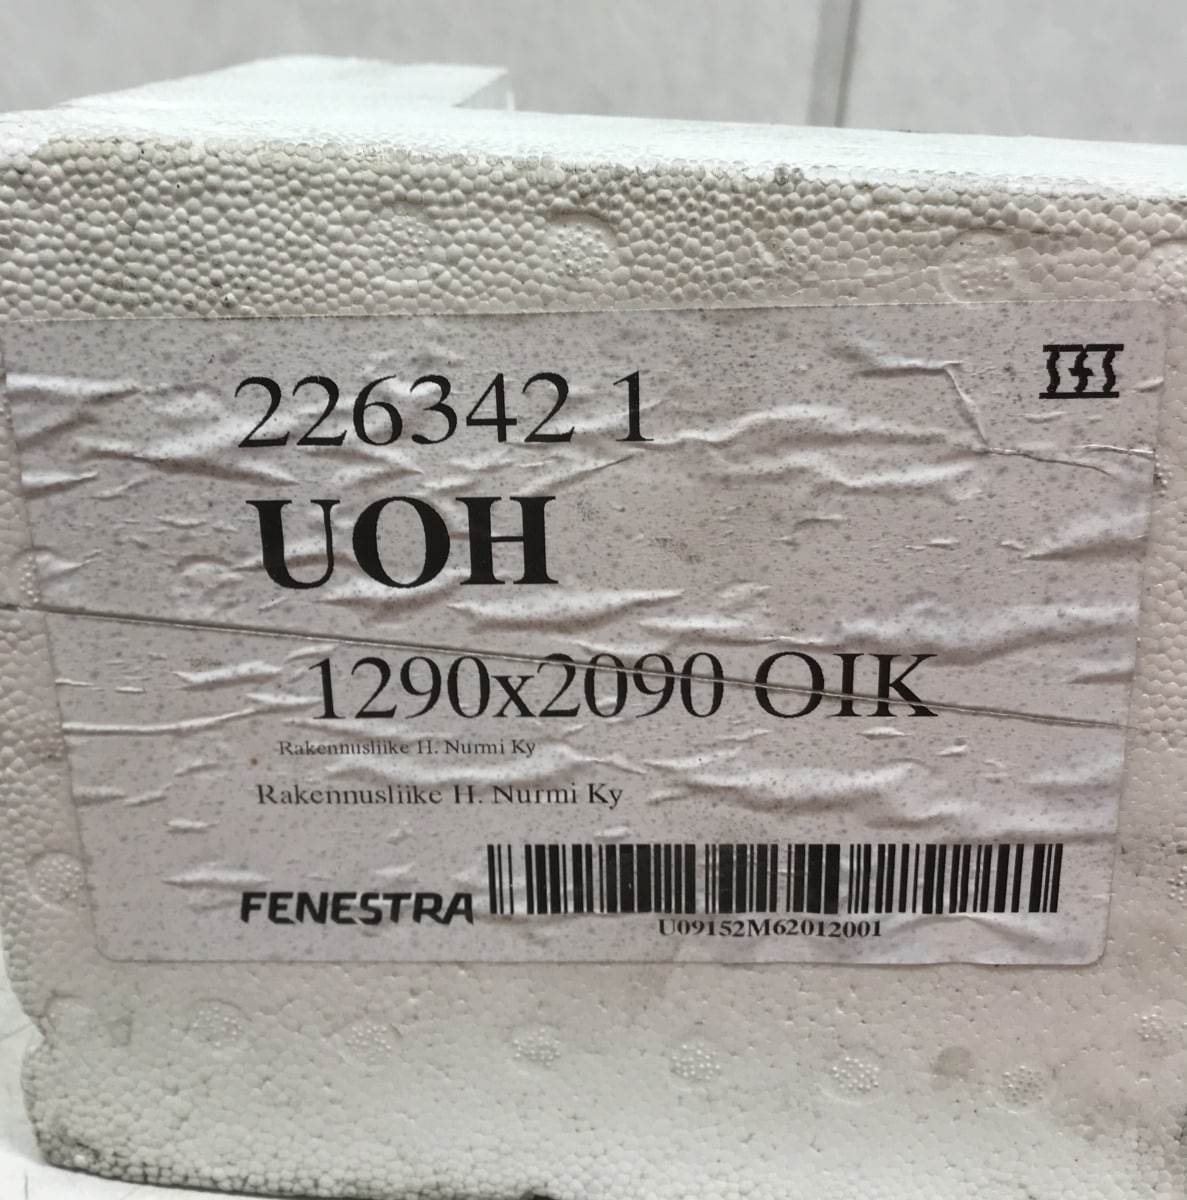 226342 1
UOH
1290x2090 OIK
Rakennusliike H. Nurmi Ky
Rakennusliike H. Nurmi Ky
FENESTRA
U09152M62012001